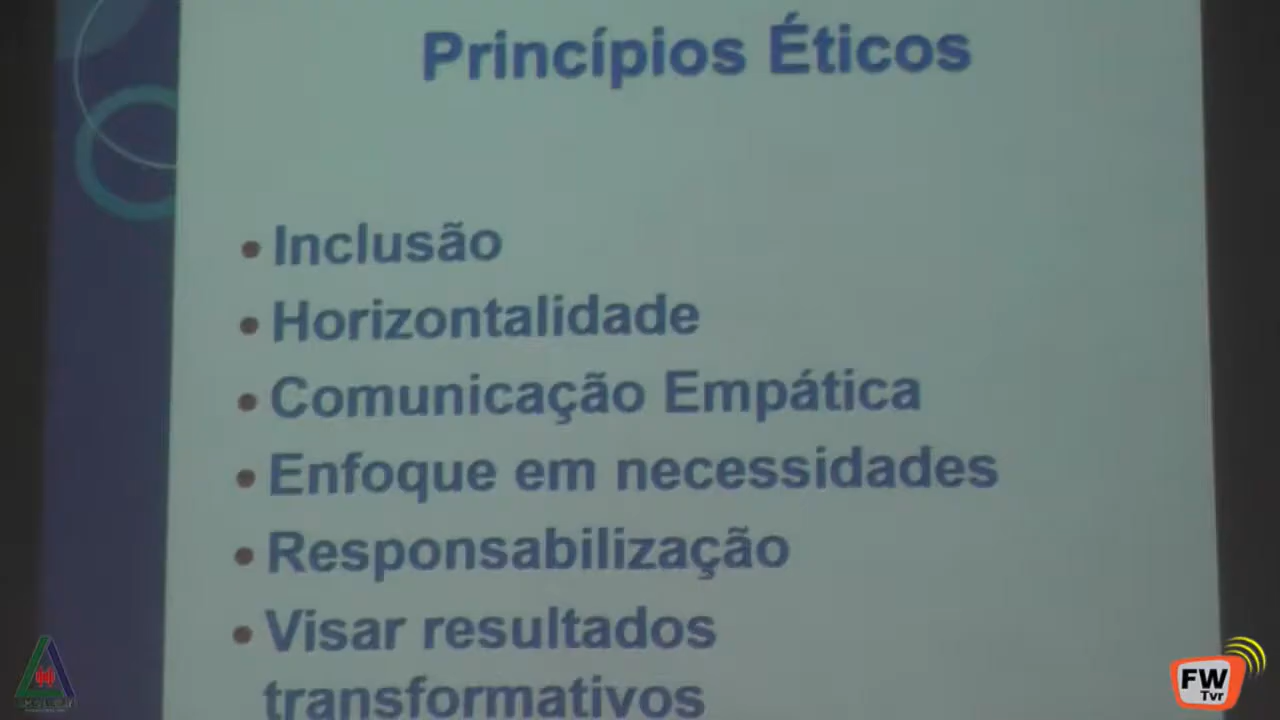 Princípios Éticos
• Inclusão
• Horizontalidade
• Comunicação Empática
• Enfoque em necessidades
• Responsabilização
• Visar resultados
transformativos
FW
Tvr